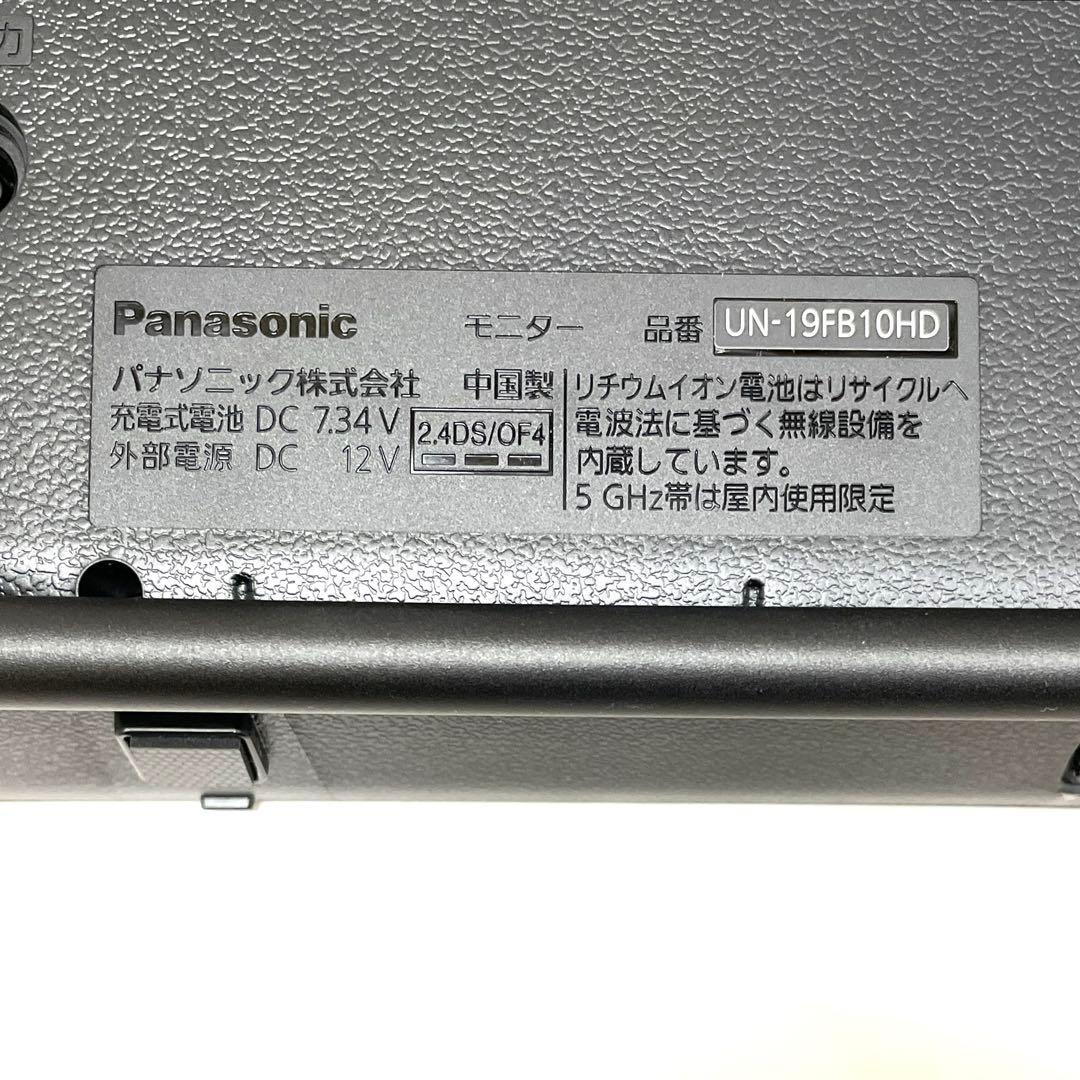 力
Panasonic モニター 品番 UN-19FB10HD
パナソニック株式会社 中国製
充電式電池 DC 7.34V
外部電源 DC 12V
2.4DS/OF4
リチウムイオン電池はリサイクルへ
電波法に基づく無線設備を
内蔵しています。
5 GHz帯は屋内使用限定